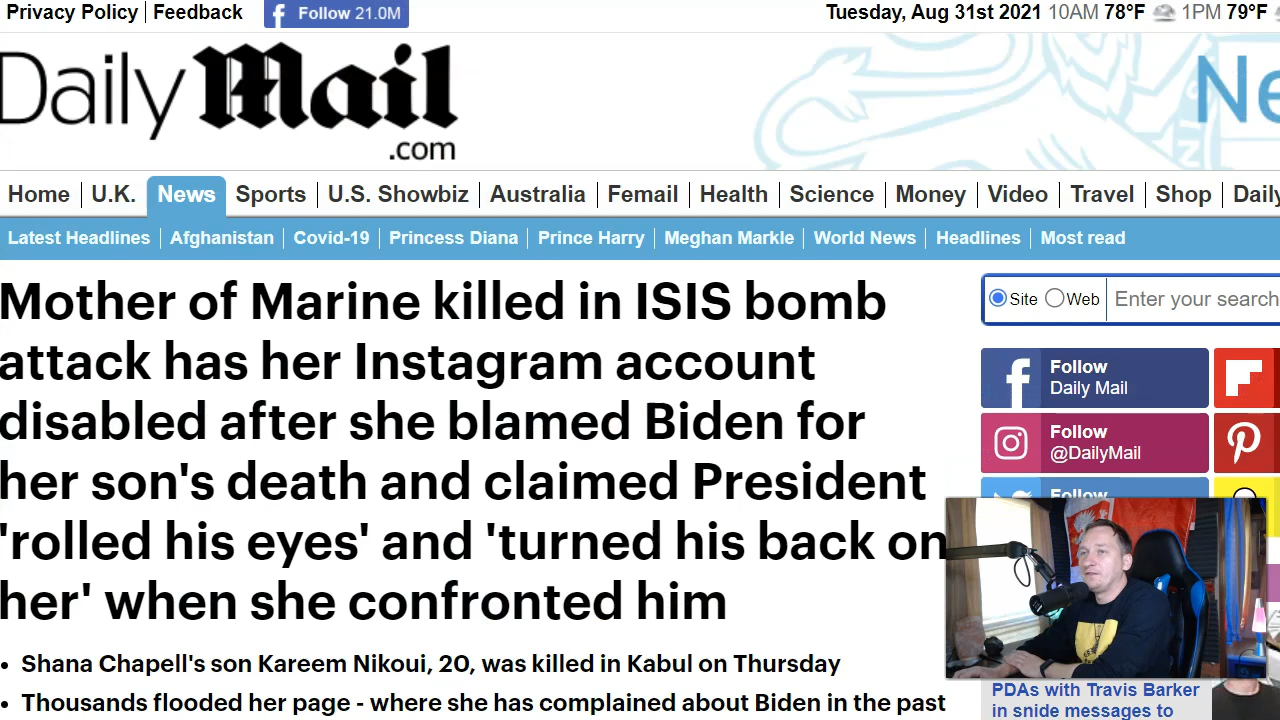 Privacy Policy Feedback Follow 21.0M Tuesday, Aug 31st 2021 10AM 78°F 1PM 79°F
Daily Mail
.com
Home U.K. News Sports U.S. Showbiz Australia Femail Health Science Money Video Travel Shop
Latest Headlines Afghanistan Covid-19 Princess Diana Prince Harry Meghan Markle World News Headlines Most read
Mother of Marine killed in ISIS bomb
attack has her Instagram account
disabled after she blamed Biden for
her son's death and claimed President
'rolled his eyes' and 'turned his back on
her' when she confronted him
• Shana Chapell's son Kareem Nikoui, 20, was killed in Kabul on Thursday
• Thousands flooded her page - where she has complained about Biden in the past
Site Web Enter your search
Follow
Daily Mail
Follow
@DailyMail
Follow
PDAs with Travis Barker
in snide messages to